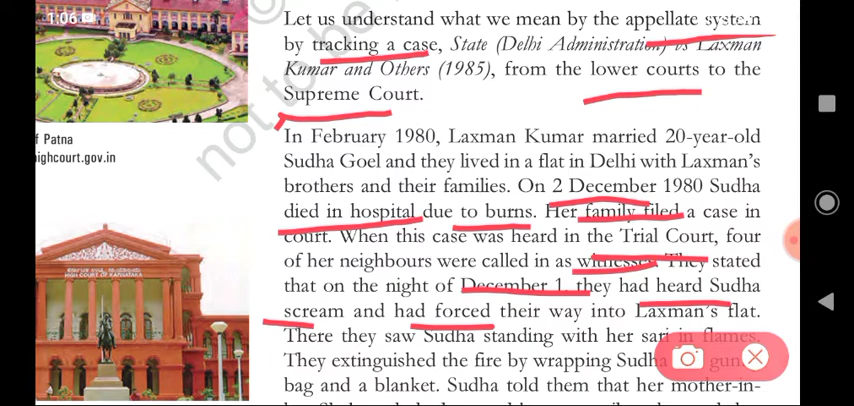 1:06
Let us understand what we mean by the appellate system
by tracking a case, State (Delhi Administration) vs Laxman
Kumar and Others (1985), from the lower courts to the
Supreme Court.
not to be
f Patna
ighcourt.gov.in
In February 1980, Laxman Kumar married 20-year-old
Sudha Goel and they lived in a flat in Delhi with Laxman's
brothers and their families. On 2 December 1980 Sudha
died in hospital due to burns. Her family filed a case in
court. When this case was heard in the Trial Court, four
of her neighbours were called in as witnesses. They stated
that on the night of December 1, they had heard Sudha
scream and had forced their way into Laxman's flat.
There they saw Sudha standing with her sari in flames.
They extinguished the fire by wrapping Sudha
bag and a blanket. Sudha told them that her mother-in-
HIGH COURT OF KARNATAKA